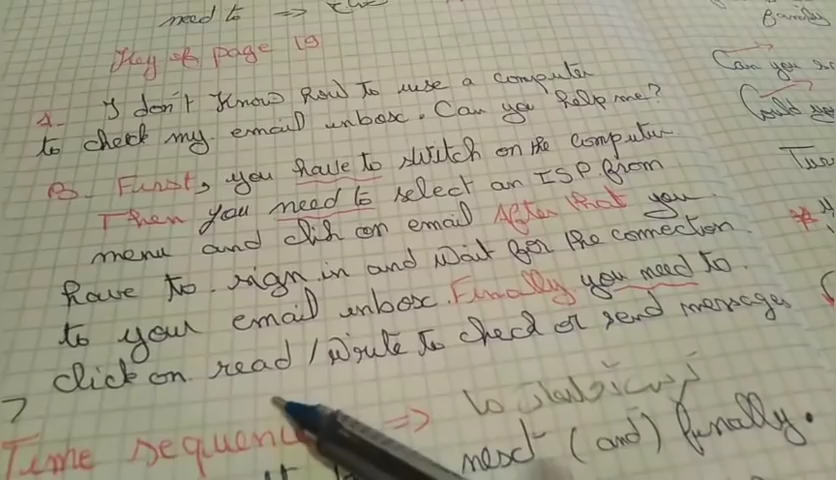 need to =>
Key of page 19
A. I don't know how to use a computer
to check my email unbox. Can you help me?
B. First, you have to switch on the computer
Then you need to select an ISP from
menu and clih on email After that you
have to sign in and wait for the connection.
to your email unbox. Finally you need to
click on read / write to check or send messages
Time sequence =>
next (and) finally.
family
Can you
Could you